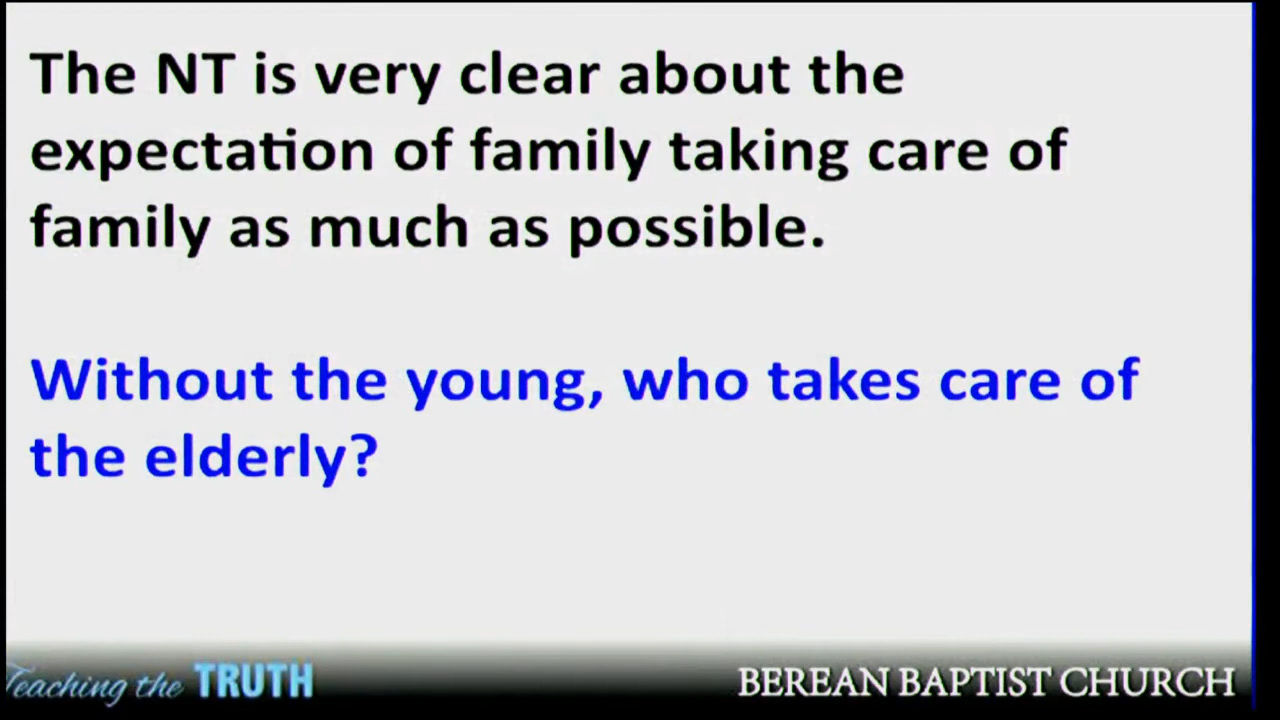 The NT is very clear about the
expectation of family taking care of
family as much as possible.
Without the young, who takes care of
the elderly?
Teaching the TRUTH
BEREAN BAPTIST CHURCH